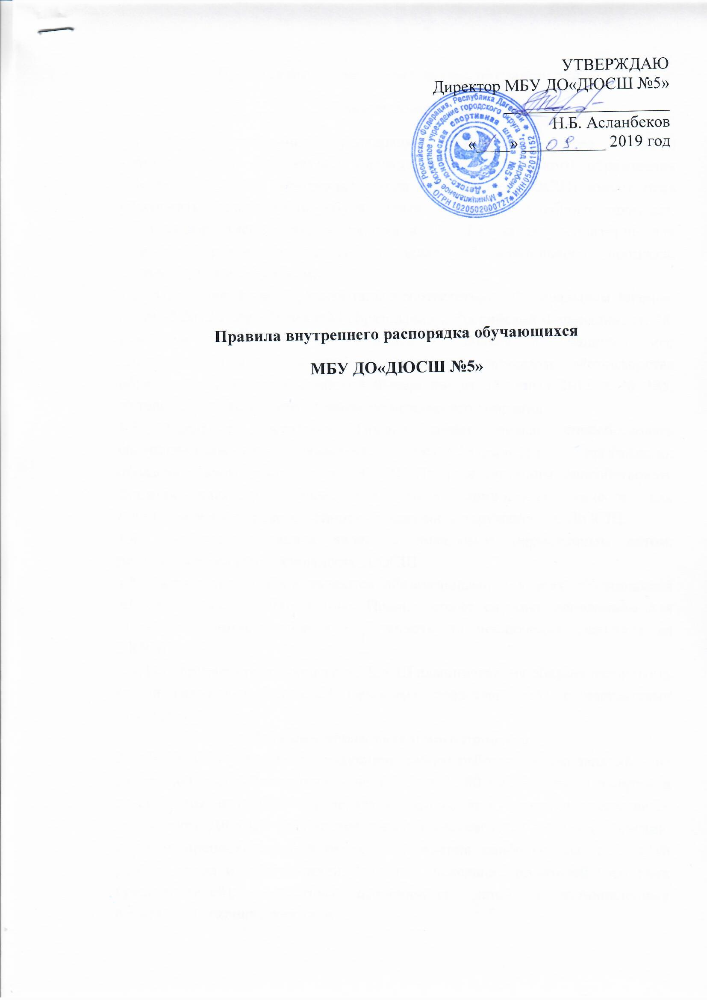 УТВЕРЖДАЮ
Директор МБУ ДО«ДЮСШ №5»
Н.Б. Асланбеков
«1» 09. 2019 год
Российская Федерация, Республика Дагестан * ИНН0542018152 * ОГРН 1020502000727 *
Муниципальное бюджетное учреждение городского округа "город Дербент" *
"Детско-юношеская спортивная школа №5" *
Правила внутреннего распорядка обучающихся
МБУ ДО«ДЮСШ №5»